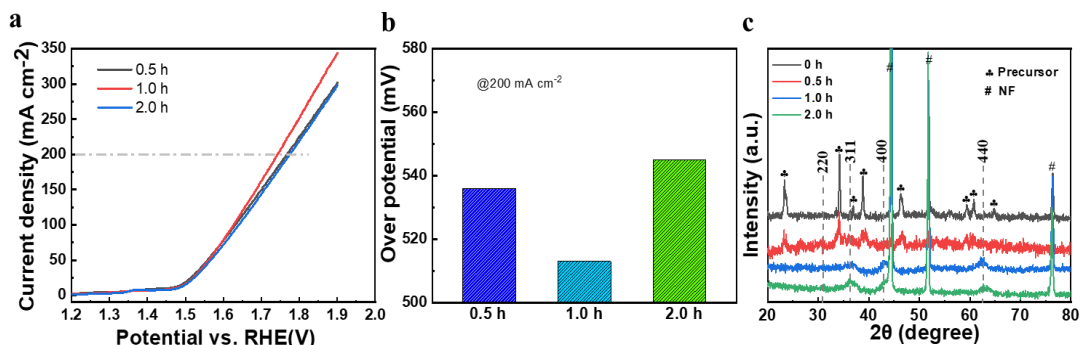 a
Current density (mA cm-2)
350
300
250
200
150
100
50
0
0.5 h
1.0 h
2.0 h
1.2 1.3 1.4 1.5 1.6 1.7 1.8 1.9 2.0
Potential vs. RHE(V)
b
Over potential (mV)
580
560
540
520
500
@200 mA cm-2
0.5 h 1.0 h 2.0 h
c
Intensity (a.u.)
0 h
0.5 h
1.0 h
2.0 h
♣ Precursor
# NF
# # #
♣ ♣ ♣ ♣ ♣ ♣ ♣ ♣
220 311 400 440
20 30 40 50 60 70 80
2θ (degree)